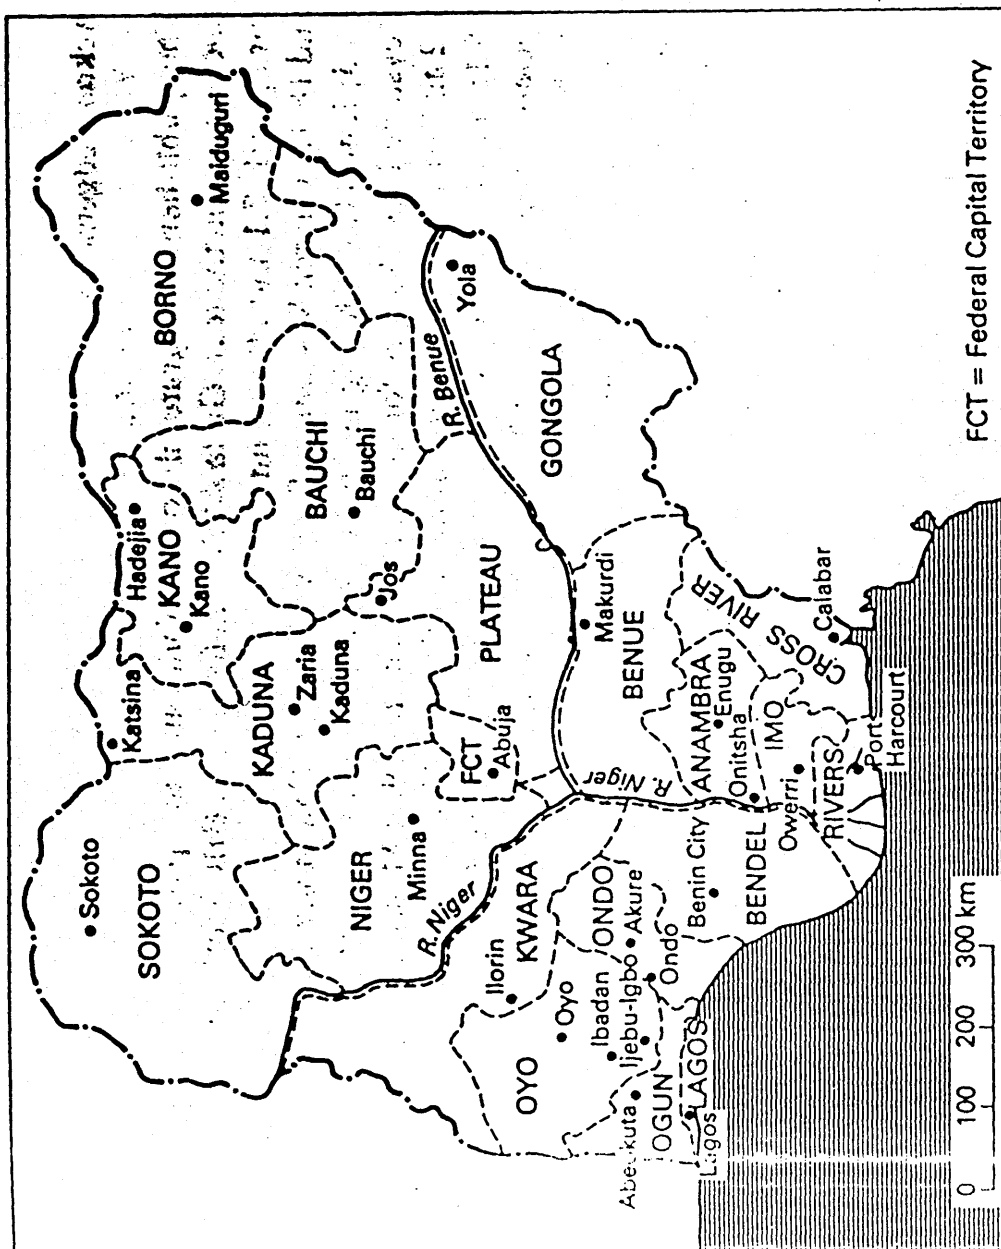 Sokoto
SOKOTO
Katsina
Hadejia
KANO
Kano
BORNO
Maiduguri
KADUNA
Zaria
Kaduna
BAUCHI
Bauchi
Jos
NIGER
Minna
FCT
Abuja
PLATEAU
R. Benue
Yola
GONGOLA
R. Niger
KWARA
Ilorin
OYO
Oyo
Ibadan
Ijebu-Igbo
ONDO
Akure
Ondo
Abeokuta
OGUN
LAGOS
Lagos
R. Niger
Makurdi
BENUE
ANAMBRA
Enugu
Onitsha
Benin City
BENDEL
IMO
Owerri
RIVERS
Port-
Harcourt
CROSS RIVER
Calabar
0 100 200 300 km
FCT = Federal Capital Territory